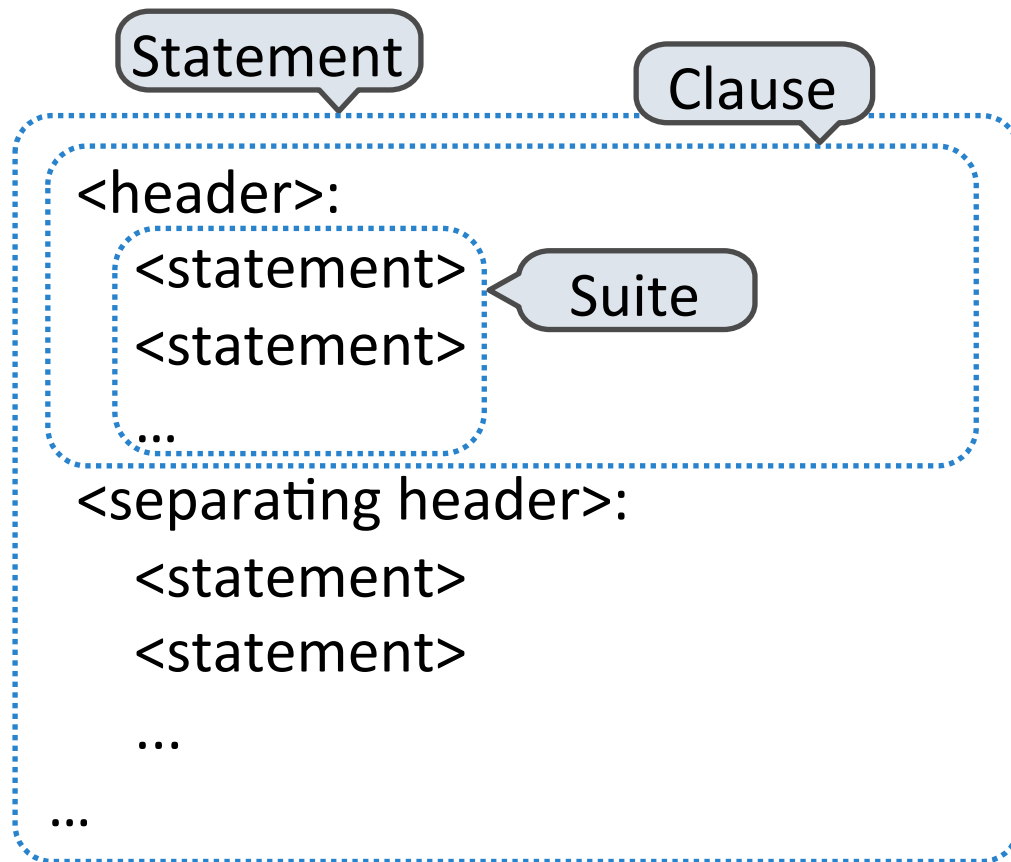 Statement
Clause
<header>:
<statement>
Suite
<statement>
...
<separating header>:
<statement>
<statement>
...
...